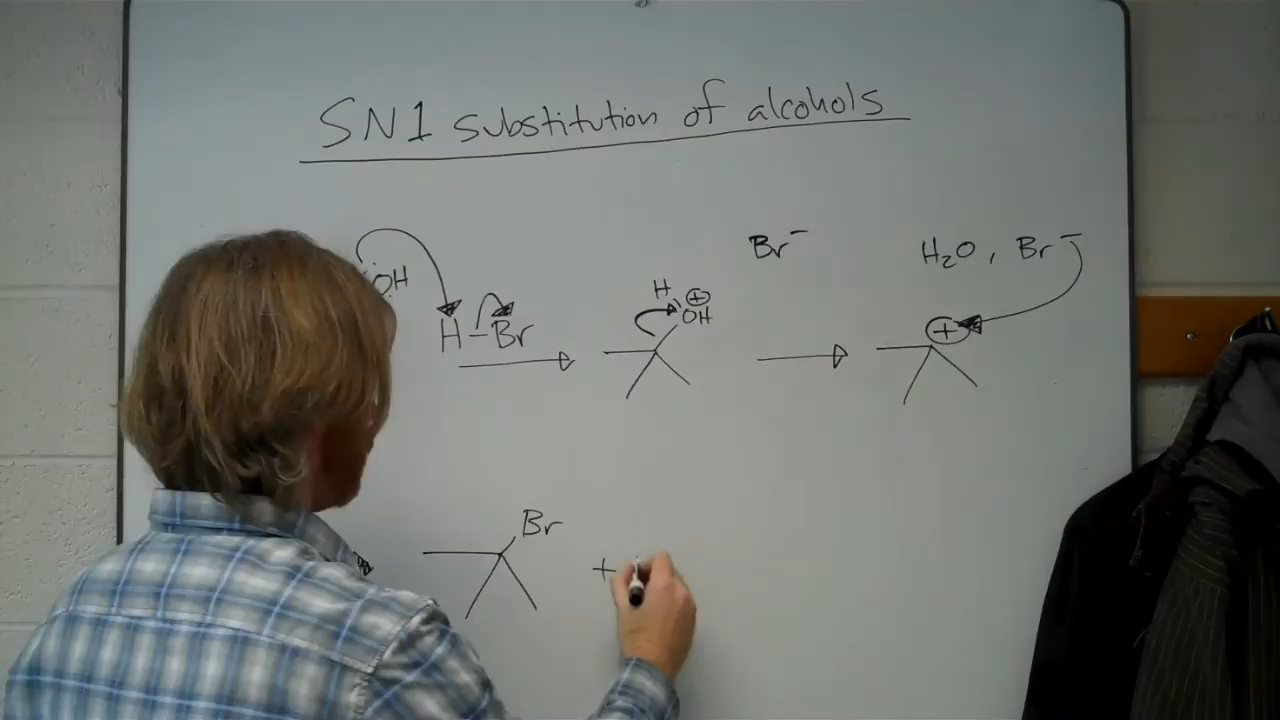 SN1 substitution of alcohols
Br⁻
H₂O, Br⁻
:OH
H
⊕
H–Br
OH
⊕
Br
+